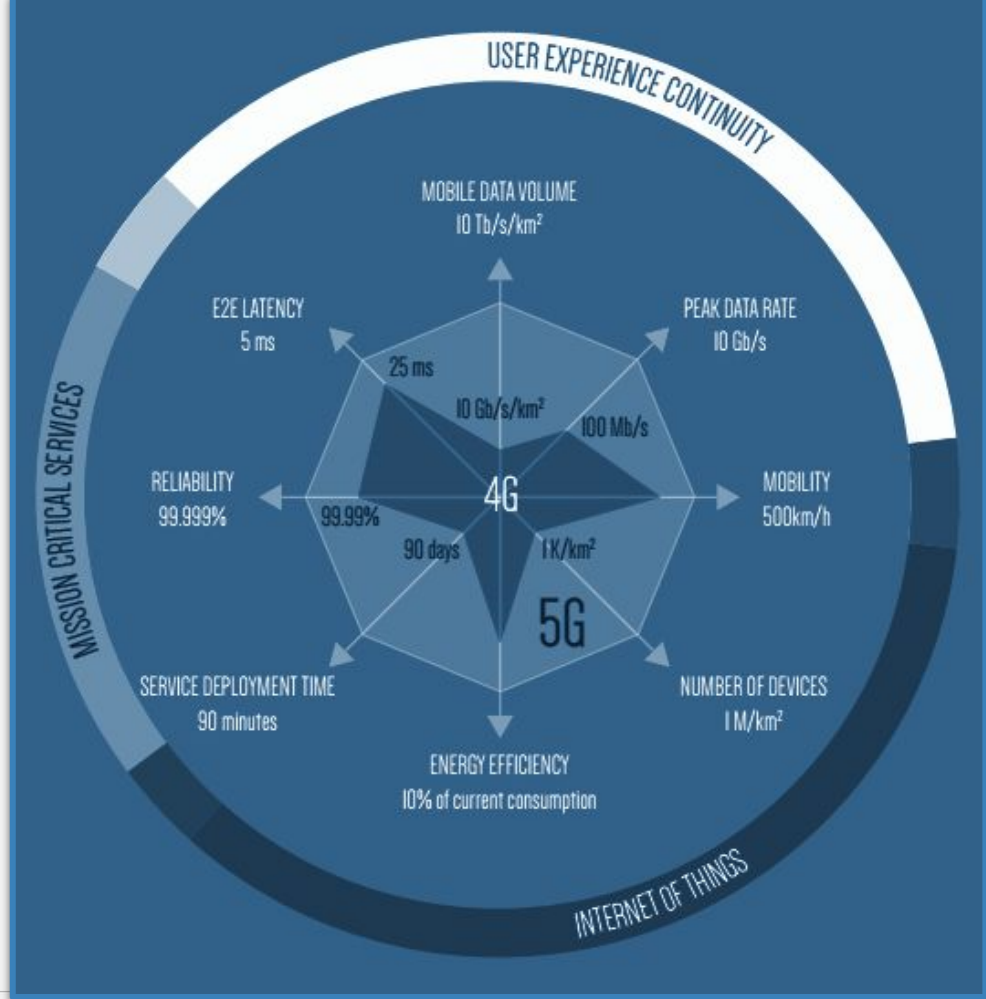 USER EXPERIENCE CONTINUITY
MOBILE DATA VOLUME
10 Tb/s/km²
E2E LATENCY
5 ms
PEAK DATA RATE
10 Gb/s
25 ms
10 Gb/s/km²
100 Mb/s
MISSION CRITICAL SERVICES
RELIABILITY
99.999%
4G
MOBILITY
500km/h
99.99%
90 days
1 K/km²
5G
SERVICE DEPLOYMENT TIME
90 minutes
NUMBER OF DEVICES
1 M/km²
ENERGY EFFICIENCY
10% of current consumption
INTERNET OF THINGS